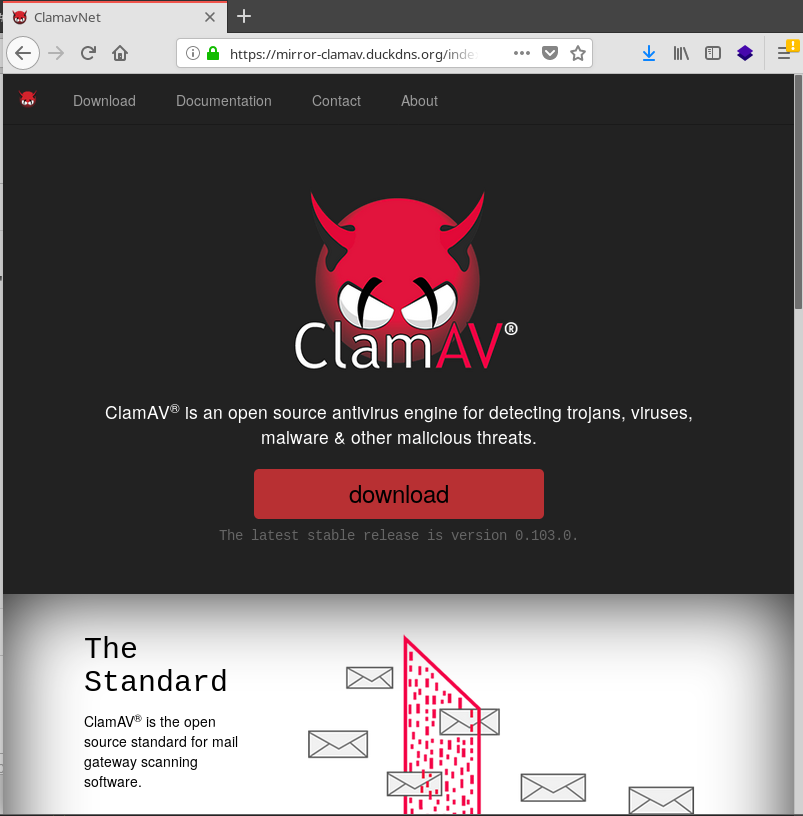 ClamavNet
https://mirror-clamav.duckdns.org/inde
Download Documentation Contact About
ClamAV®
ClamAV® is an open source antivirus engine for detecting trojans, viruses,
malware & other malicious threats.
download
The latest stable release is version 0.103.0.
The
Standard
ClamAV® is the open
source standard for mail
gateway scanning
software.